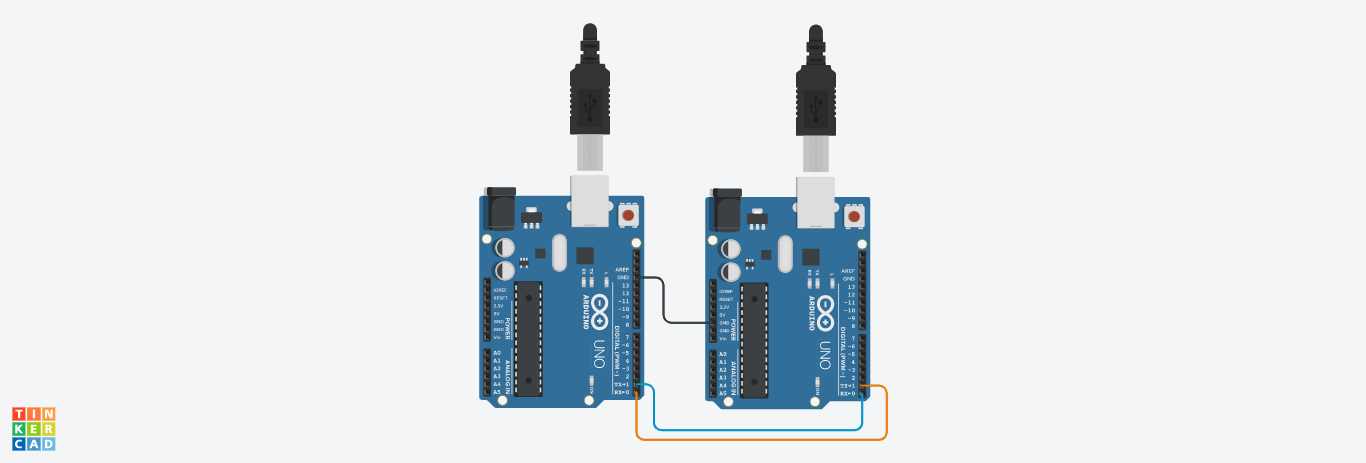 AREF
GND
13
12
~11
~10
~9
8
7
~6
~5
4
~3
2
TX→1
RX←0
DIGITAL (PWM~)
IOREF
RESET
3.3V
5V
GND
GND
Vin
POWER
A0
A1
A2
A3
A4
A5
ANALOG IN
RX
TX
L
ARDUINO
UNO
ON
AREF
GND
13
12
~11
~10
~9
8
7
~6
~5
4
~3
2
TX→1
RX←0
DIGITAL (PWM~)
IOREF
RESET
3.3V
5V
GND
GND
Vin
POWER
A0
A1
A2
A3
A4
A5
ANALOG IN
RX
TX
L
ARDUINO
UNO
ON
TIN
KER
CAD